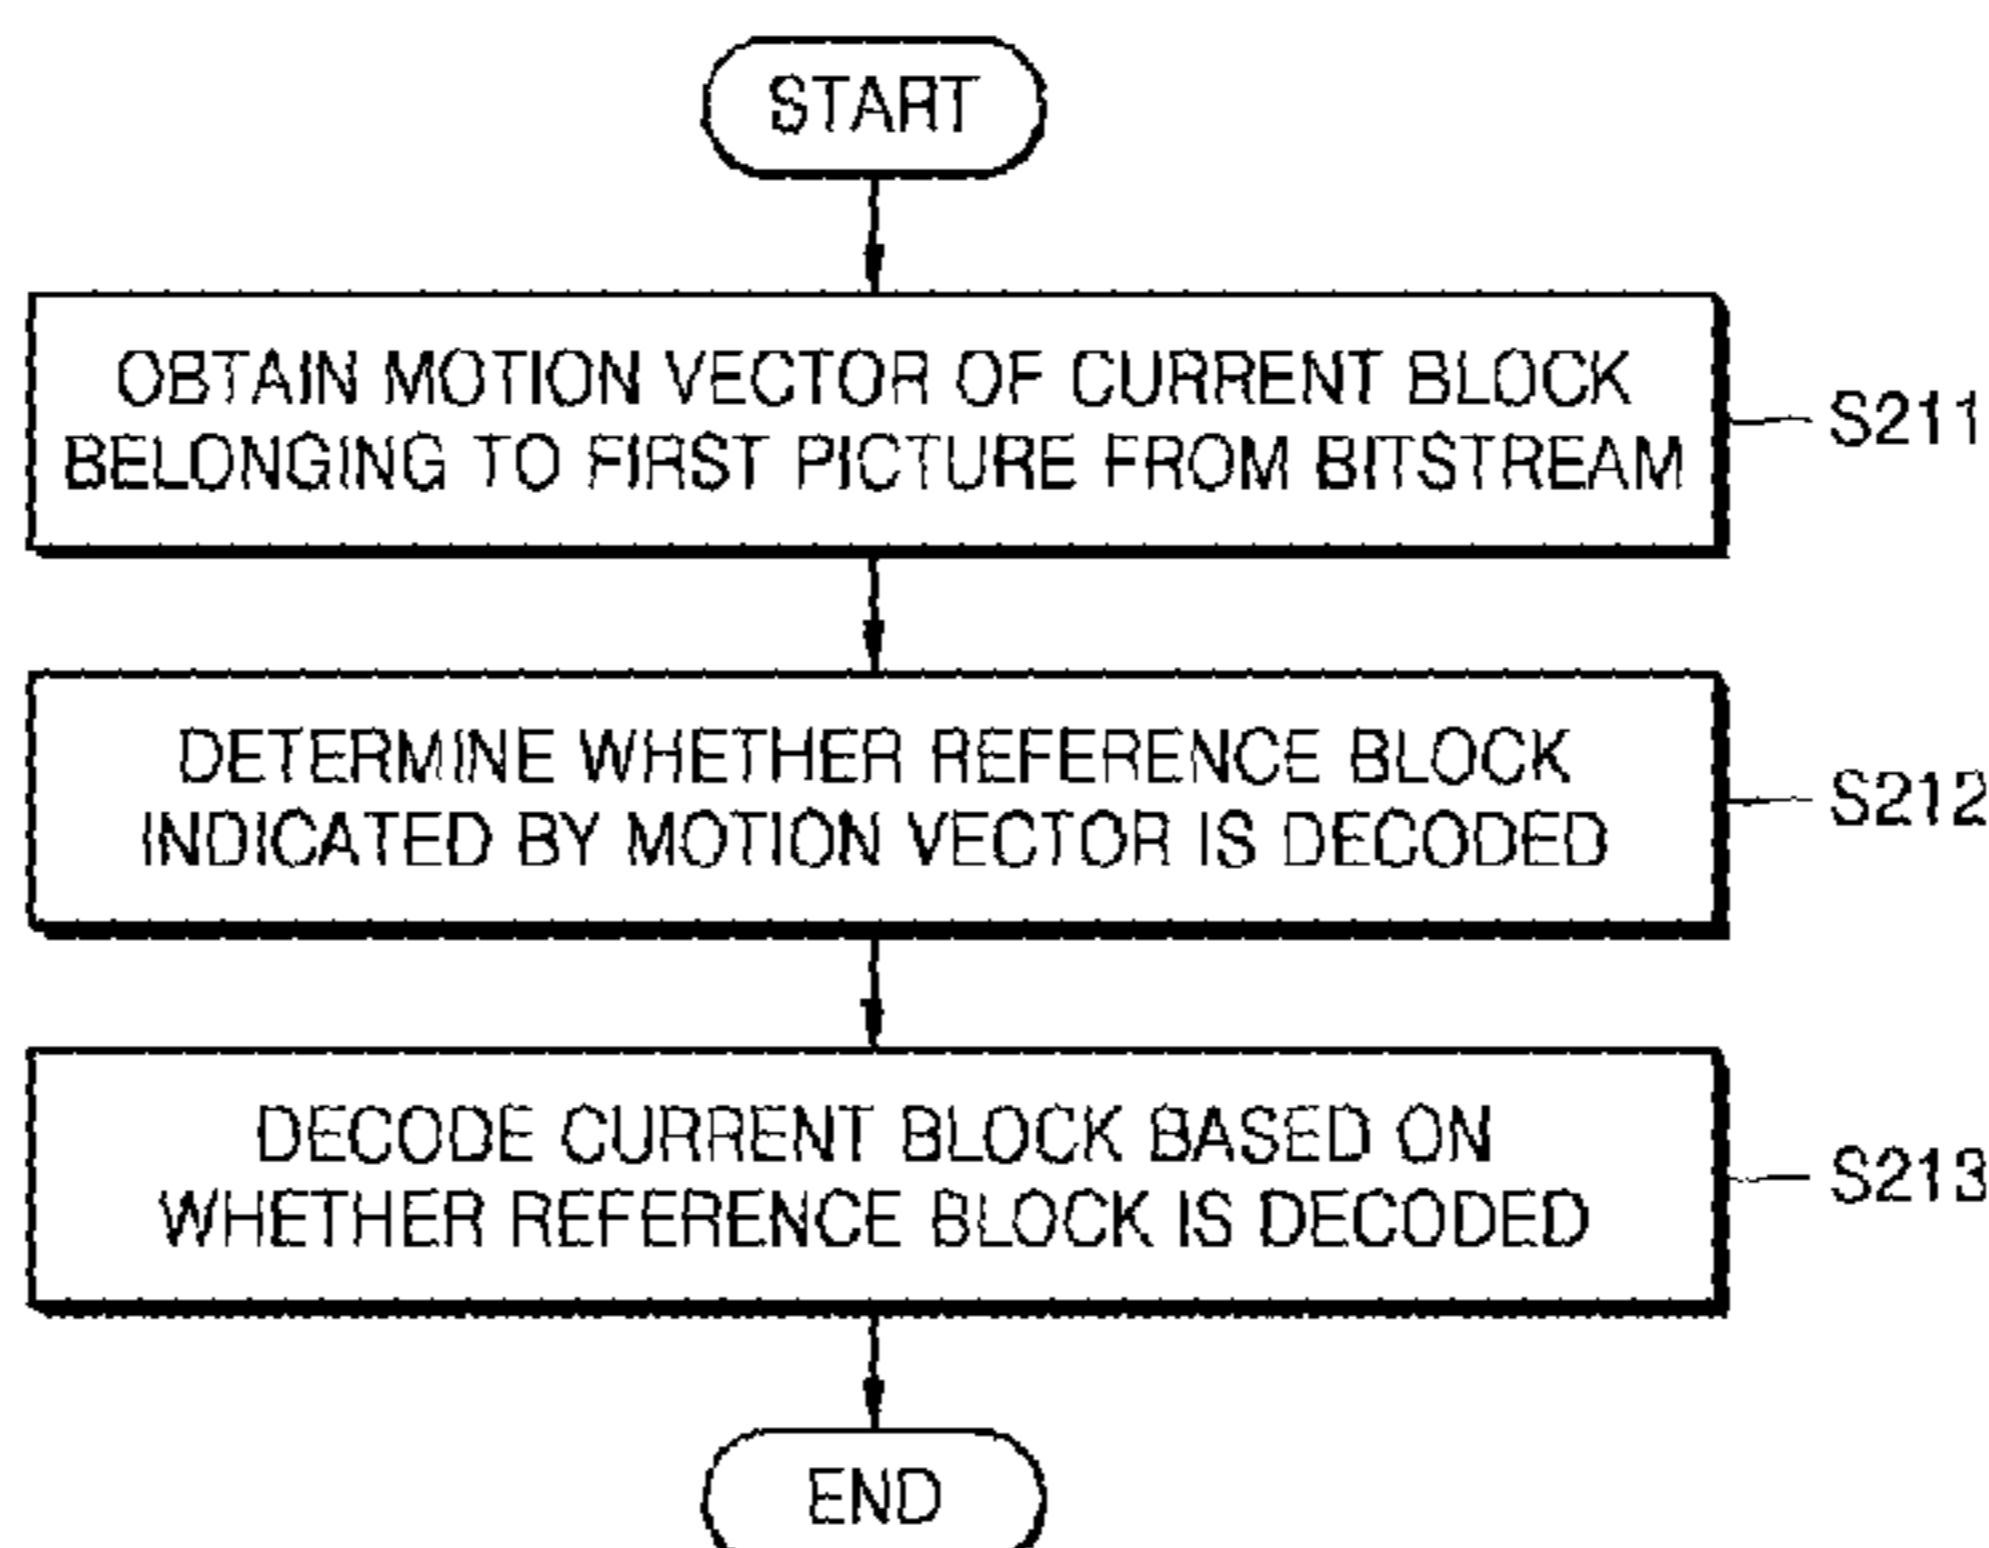 START
OBTAIN MOTION VECTOR OF CURRENT BLOCK
BELONGING TO FIRST PICTURE FROM BITSTREAM
S211
DETERMINE WHETHER REFERENCE BLOCK
INDICATED BY MOTION VECTOR IS DECODED
S212
DECODE CURRENT BLOCK BASED ON
WHETHER REFERENCE BLOCK IS DECODED
S213
END